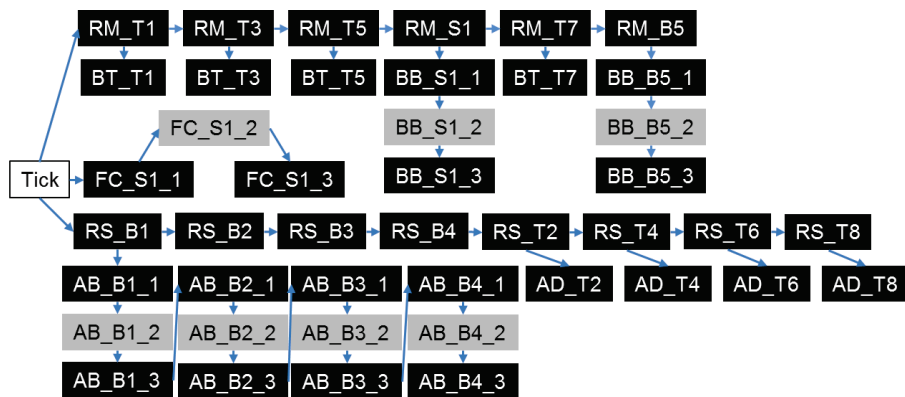 RM_T1 RM_T3 RM_T5 RM_S1 RM_T7 RM_B5
BT_T1 BT_T3 BT_T5 BB_S1_1 BT_T7 BB_B5_1
FC_S1_2 BB_S1_2 BB_B5_2
Tick FC_S1_1 FC_S1_3 BB_S1_3 BB_B5_3
RS_B1 RS_B2 RS_B3 RS_B4 RS_T2 RS_T4 RS_T6 RS_T8
AB_B1_1 AB_B2_1 AB_B3_1 AB_B4_1 AD_T2 AD_T4 AD_T6 AD_T8
AB_B1_2 AB_B2_2 AB_B3_2 AB_B4_2
AB_B1_3 AB_B2_3 AB_B3_3 AB_B4_3